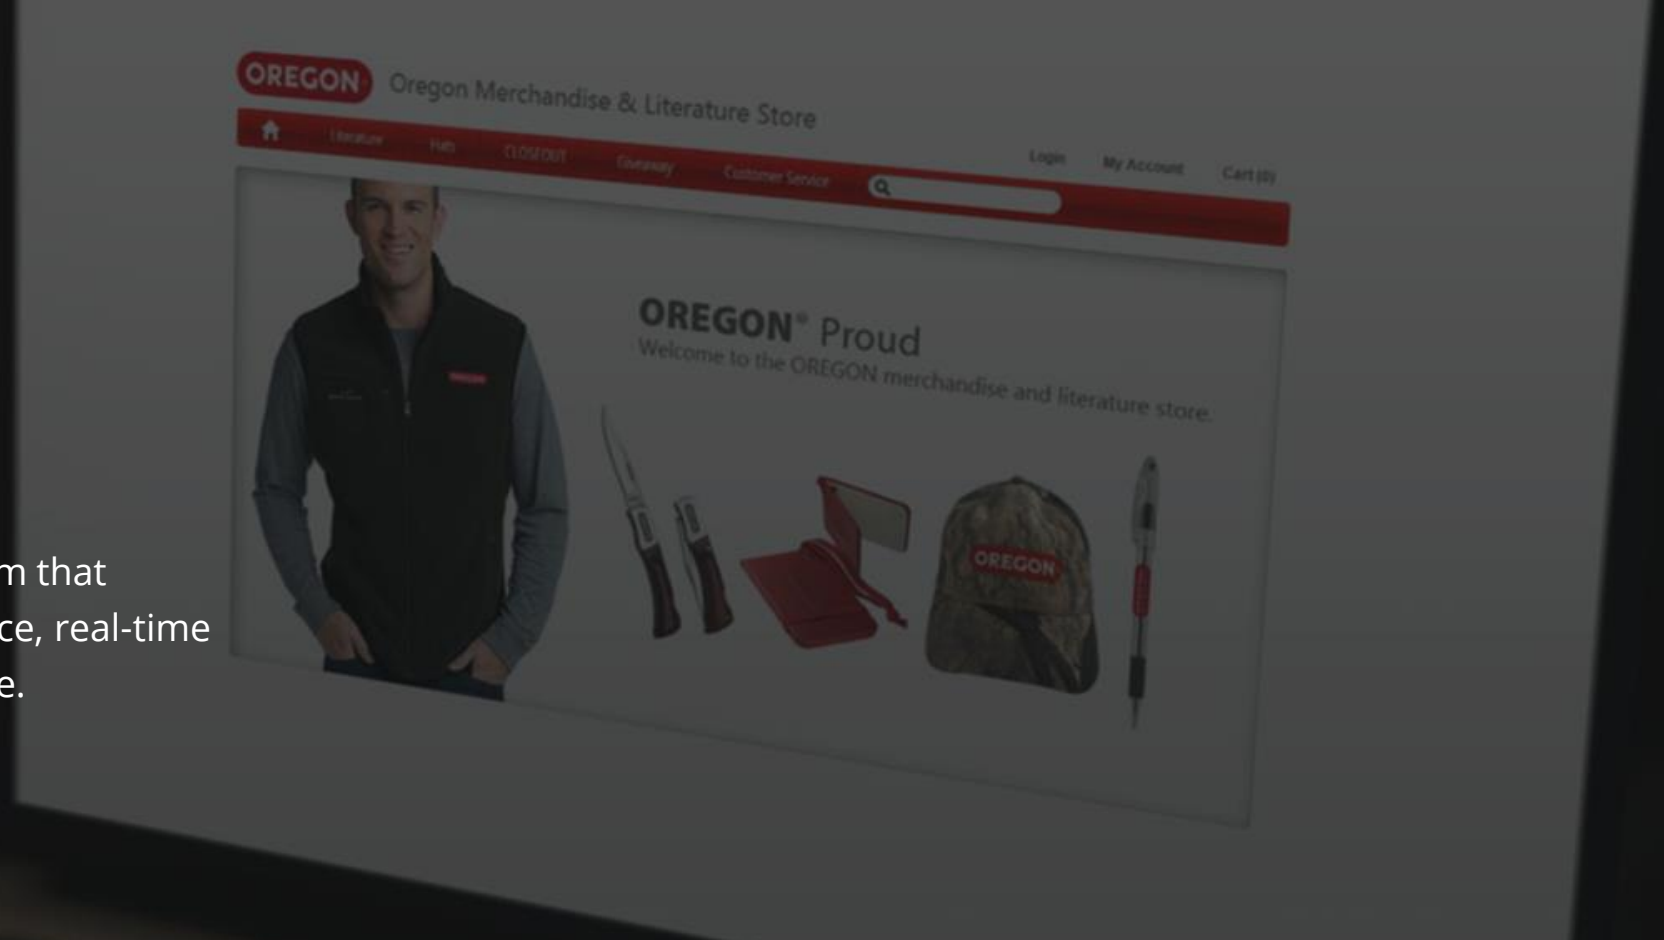 OREGON
Oregon Merchandise & Literature Store
Login My Account Cart (0)
Literature Hats CLOSEOUT Giveaway Customer Service
OREGON® Proud
Welcome to the OREGON merchandise and literature store.
OREGON
OREGON
m that
ce, real-time
e.